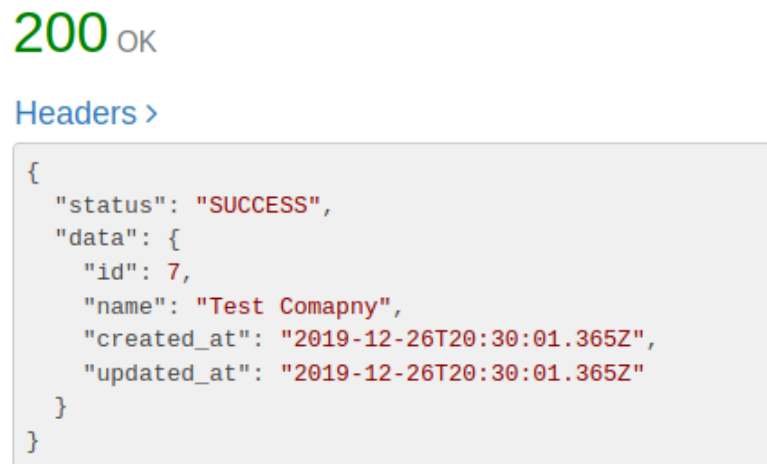 200 OK
Headers >
{
  "status": "SUCCESS",
  "data": {
    "id": 7,
    "name": "Test Comapny",
    "created_at": "2019-12-26T20:30:01.365Z",
    "updated_at": "2019-12-26T20:30:01.365Z"
  }
}